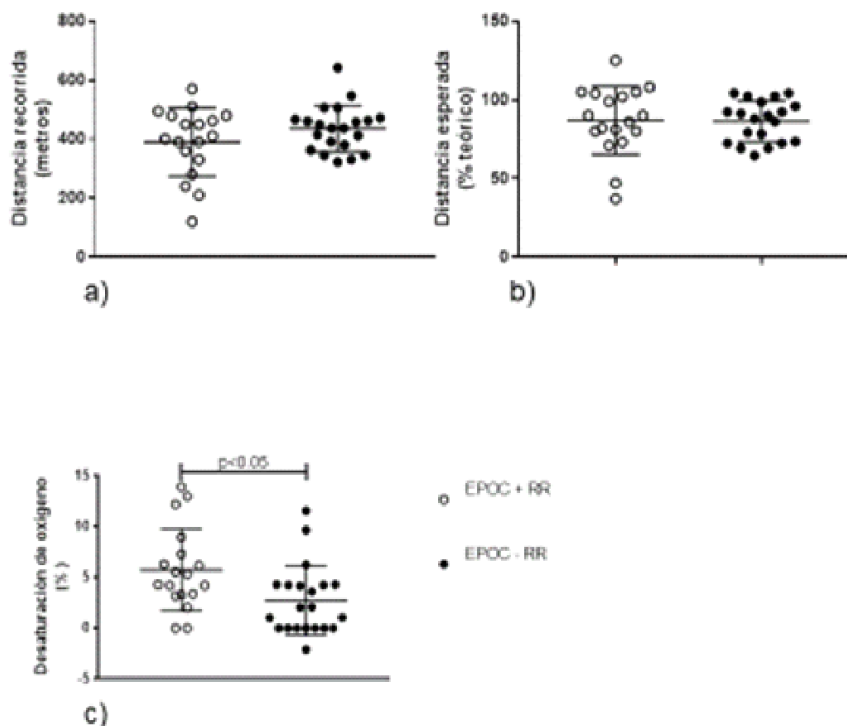 Distancia recorrida
(metros)
800
600
400
200
0
a)
Distancia esperada
(% teórico)
150
100
50
0
b)
Desaturación de oxígeno
(%)
15
10
5
0
-5
p<0.05
c)
EPOC + RR
EPOC - RR